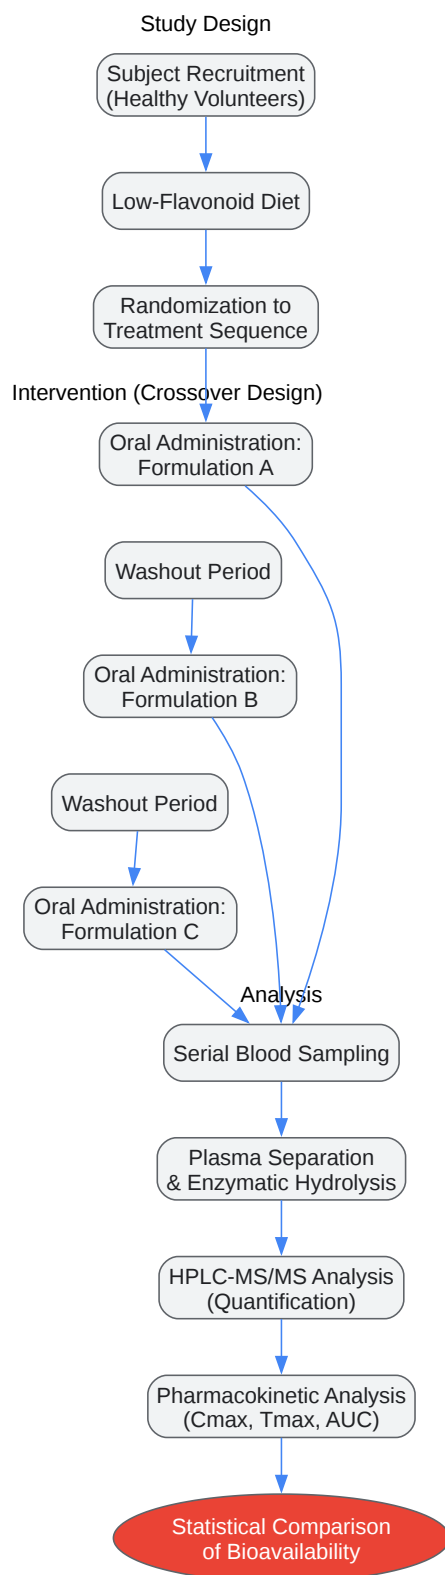 Study Design
Subject Recruitment
(Healthy Volunteers)
Low-Flavonoid Diet
Randomization to
Treatment Sequence
Intervention (Crossover Design)
Oral Administration:
Formulation A
Washout Period
Oral Administration:
Formulation B
Washout Period
Oral Administration:
Formulation C
Analysis
Serial Blood Sampling
Plasma Separation
& Enzymatic Hydrolysis
HPLC-MS/MS Analysis
(Quantification)
Pharmacokinetic Analysis
(Cmax, Tmax, AUC)
Statistical Comparison
of Bioavailability